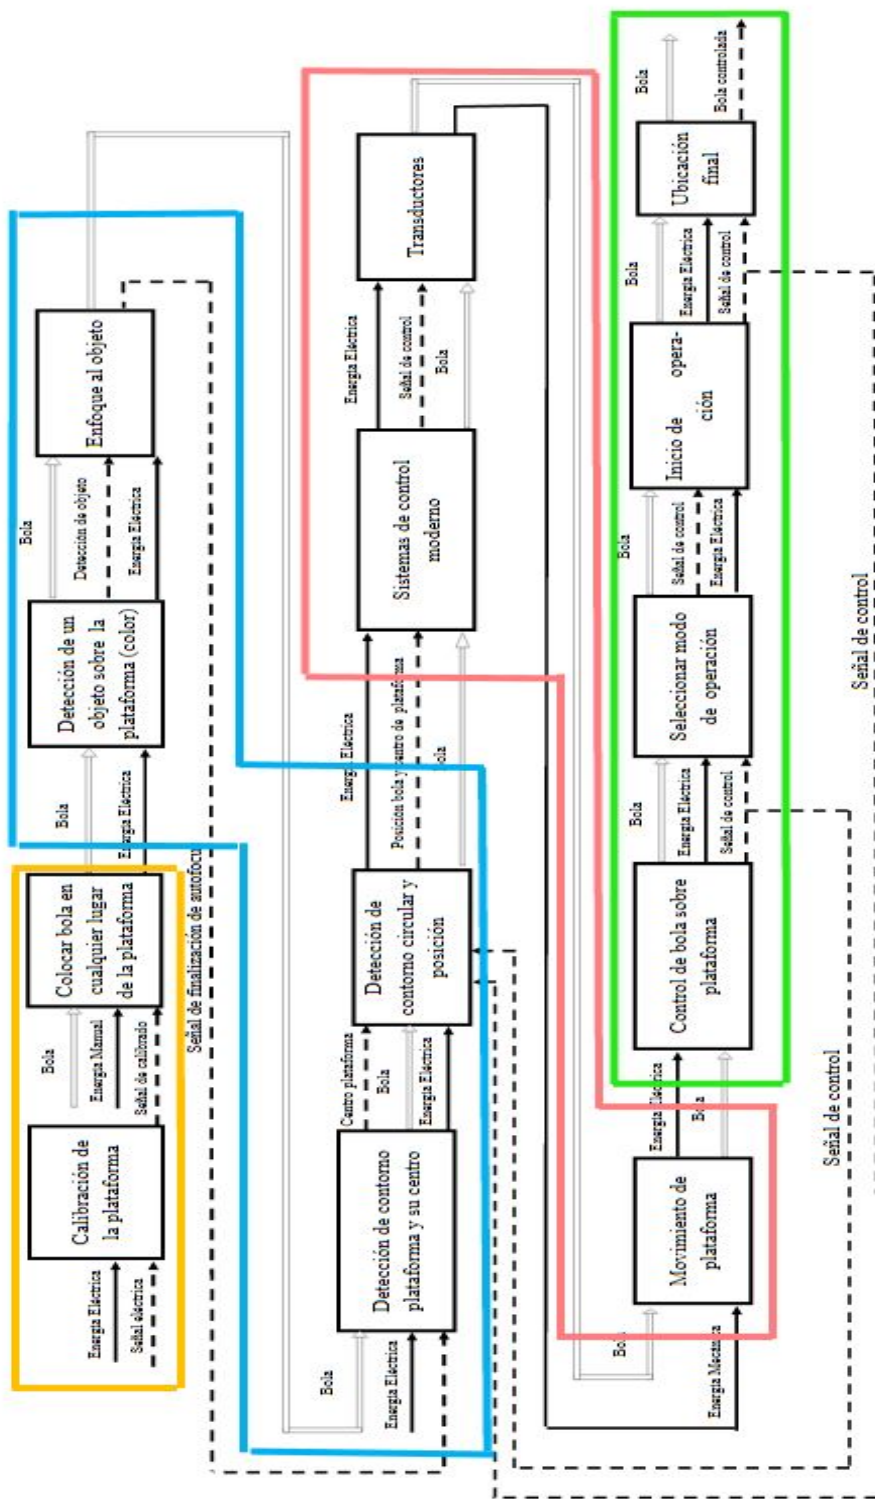 Energía Eléctrica
Señal eléctrica
Calibración de
la plataforma
Bola
Energía Manual
Señal de calibrado
Colocar bola en
cualquier lugar
de la plataforma
Bola
Energía Eléctrica
Detección de un
objeto sobre la
plataforma (color)
Bola
Detección de objeto
Energía Eléctrica
Enfoque al objeto
Señal de finalización de autofocus
Bola
Energía Eléctrica
Detección de contorno
plataforma y su centro
Centro plataforma
Bola
Energía Eléctrica
Detección de
contorno circular y
posición
Energía Eléctrica
Posición bola y centro de plataforma
Bola
Sistemas de control
moderno
Energía Eléctrica
Señal de control
Bola
Transductores
Bola
Energía Mecánica
Movimiento de
plataforma
Energía Eléctrica
Bola
Control de bola sobre
plataforma
Bola
Energía Eléctrica
Señal de control
Seleccionar modo
de operación
Bola
Señal de control
Energía Eléctrica
Inicio de opera-
ción
Bola
Energía Eléctrica
Señal de control
Ubicación
final
Bola
Bola controlada
Señal de control
Señal de control